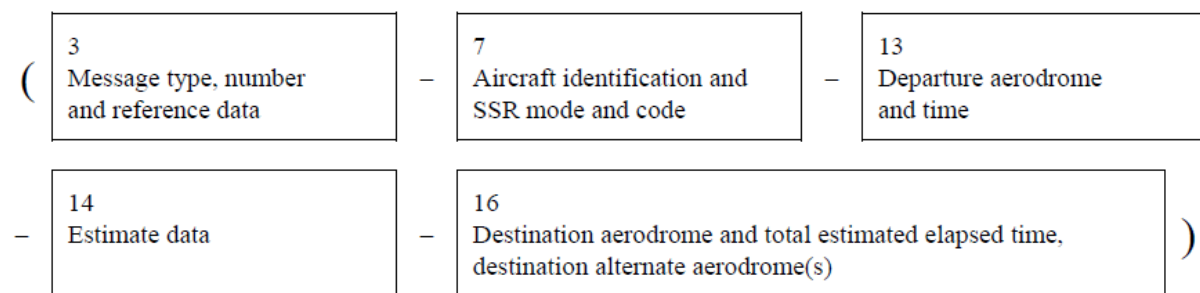 ( 3 – 7 – 13
Message type, number Aircraft identification and Departure aerodrome
and reference data SSR mode and code and time
– 14 – 16 )
Estimate data Destination aerodrome and total estimated elapsed time,
destination alternate aerodrome(s)